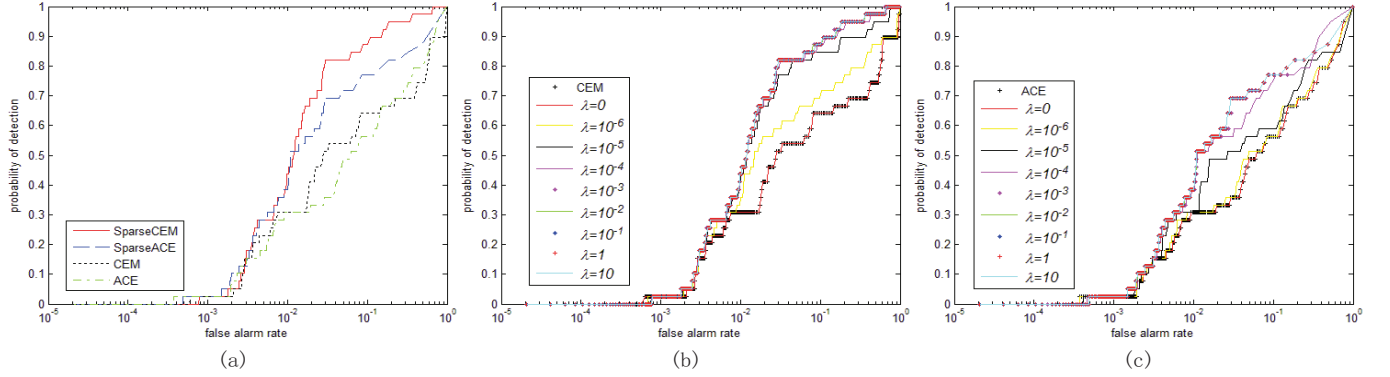 1
0.9
0.8
0.7
0.6
0.5
0.4
0.3
0.2
0.1
0
probability of detection
SparseCEM
SparseACE
CEM
ACE
10^-5
10^-4
10^-3
10^-2
10^-1
10^0
false alarm rate
(a)
1
0.9
0.8
0.7
0.6
0.5
0.4
0.3
0.2
0.1
0
probability of detection
CEM
λ=0
λ=10^-6
λ=10^-5
λ=10^-4
λ=10^-3
λ=10^-2
λ=10^-1
λ=1
λ=10
10^-5
10^-4
10^-3
10^-2
10^-1
10^0
false alarm rate
(b)
1
0.9
0.8
0.7
0.6
0.5
0.4
0.3
0.2
0.1
0
probability of detection
ACE
λ=0
λ=10^-6
λ=10^-5
λ=10^-4
λ=10^-3
λ=10^-2
λ=10^-1
λ=1
λ=10
10^-5
10^-4
10^-3
10^-2
10^-1
10^0
false alarm rate
(c)